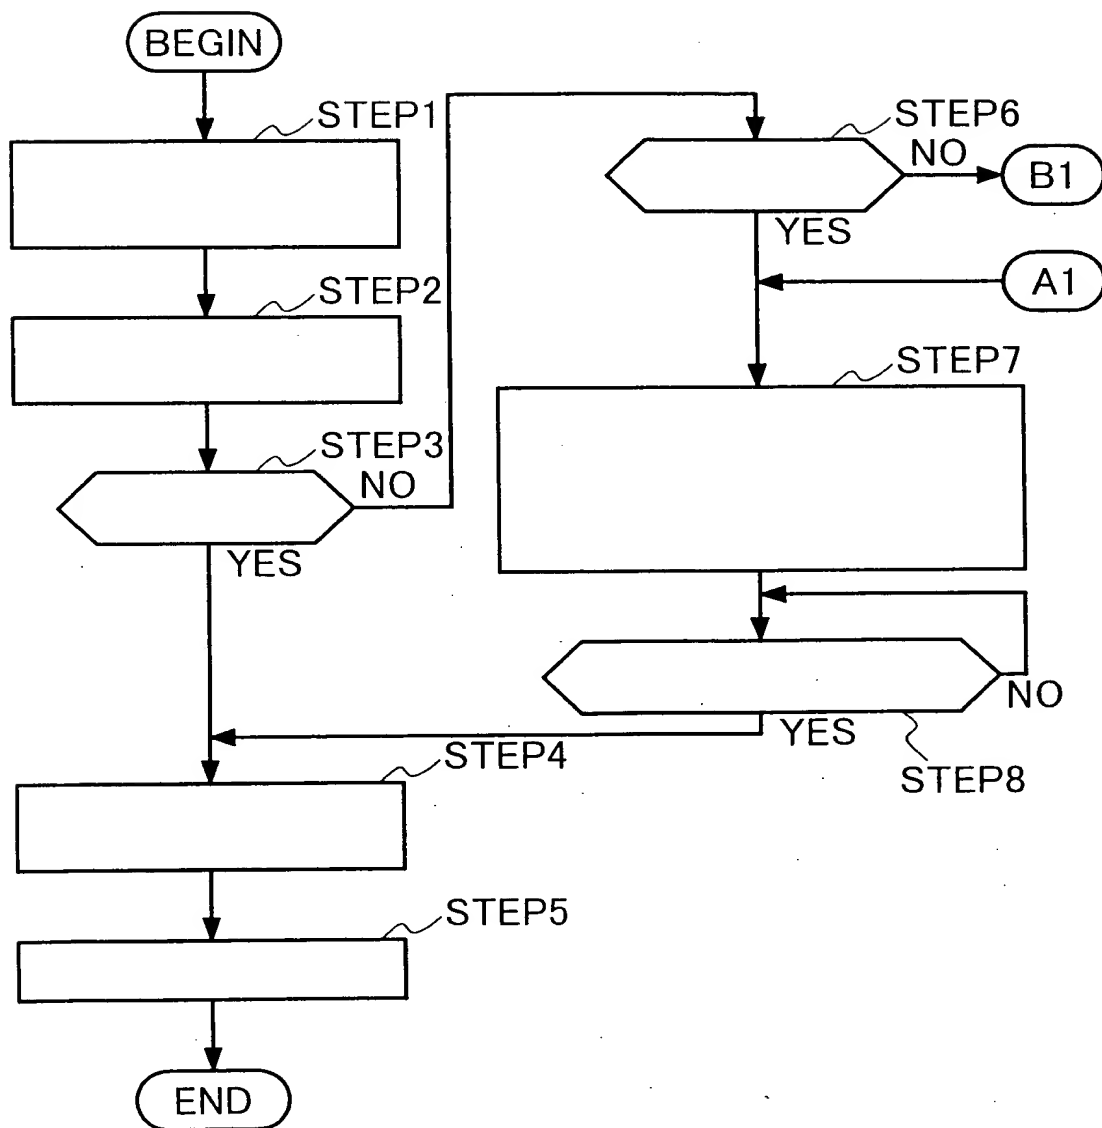 BEGIN
STEP1
STEP2
STEP3
NO
YES
STEP4
STEP5
END
STEP6
NO
B1
YES
A1
STEP7
STEP8
NO
YES